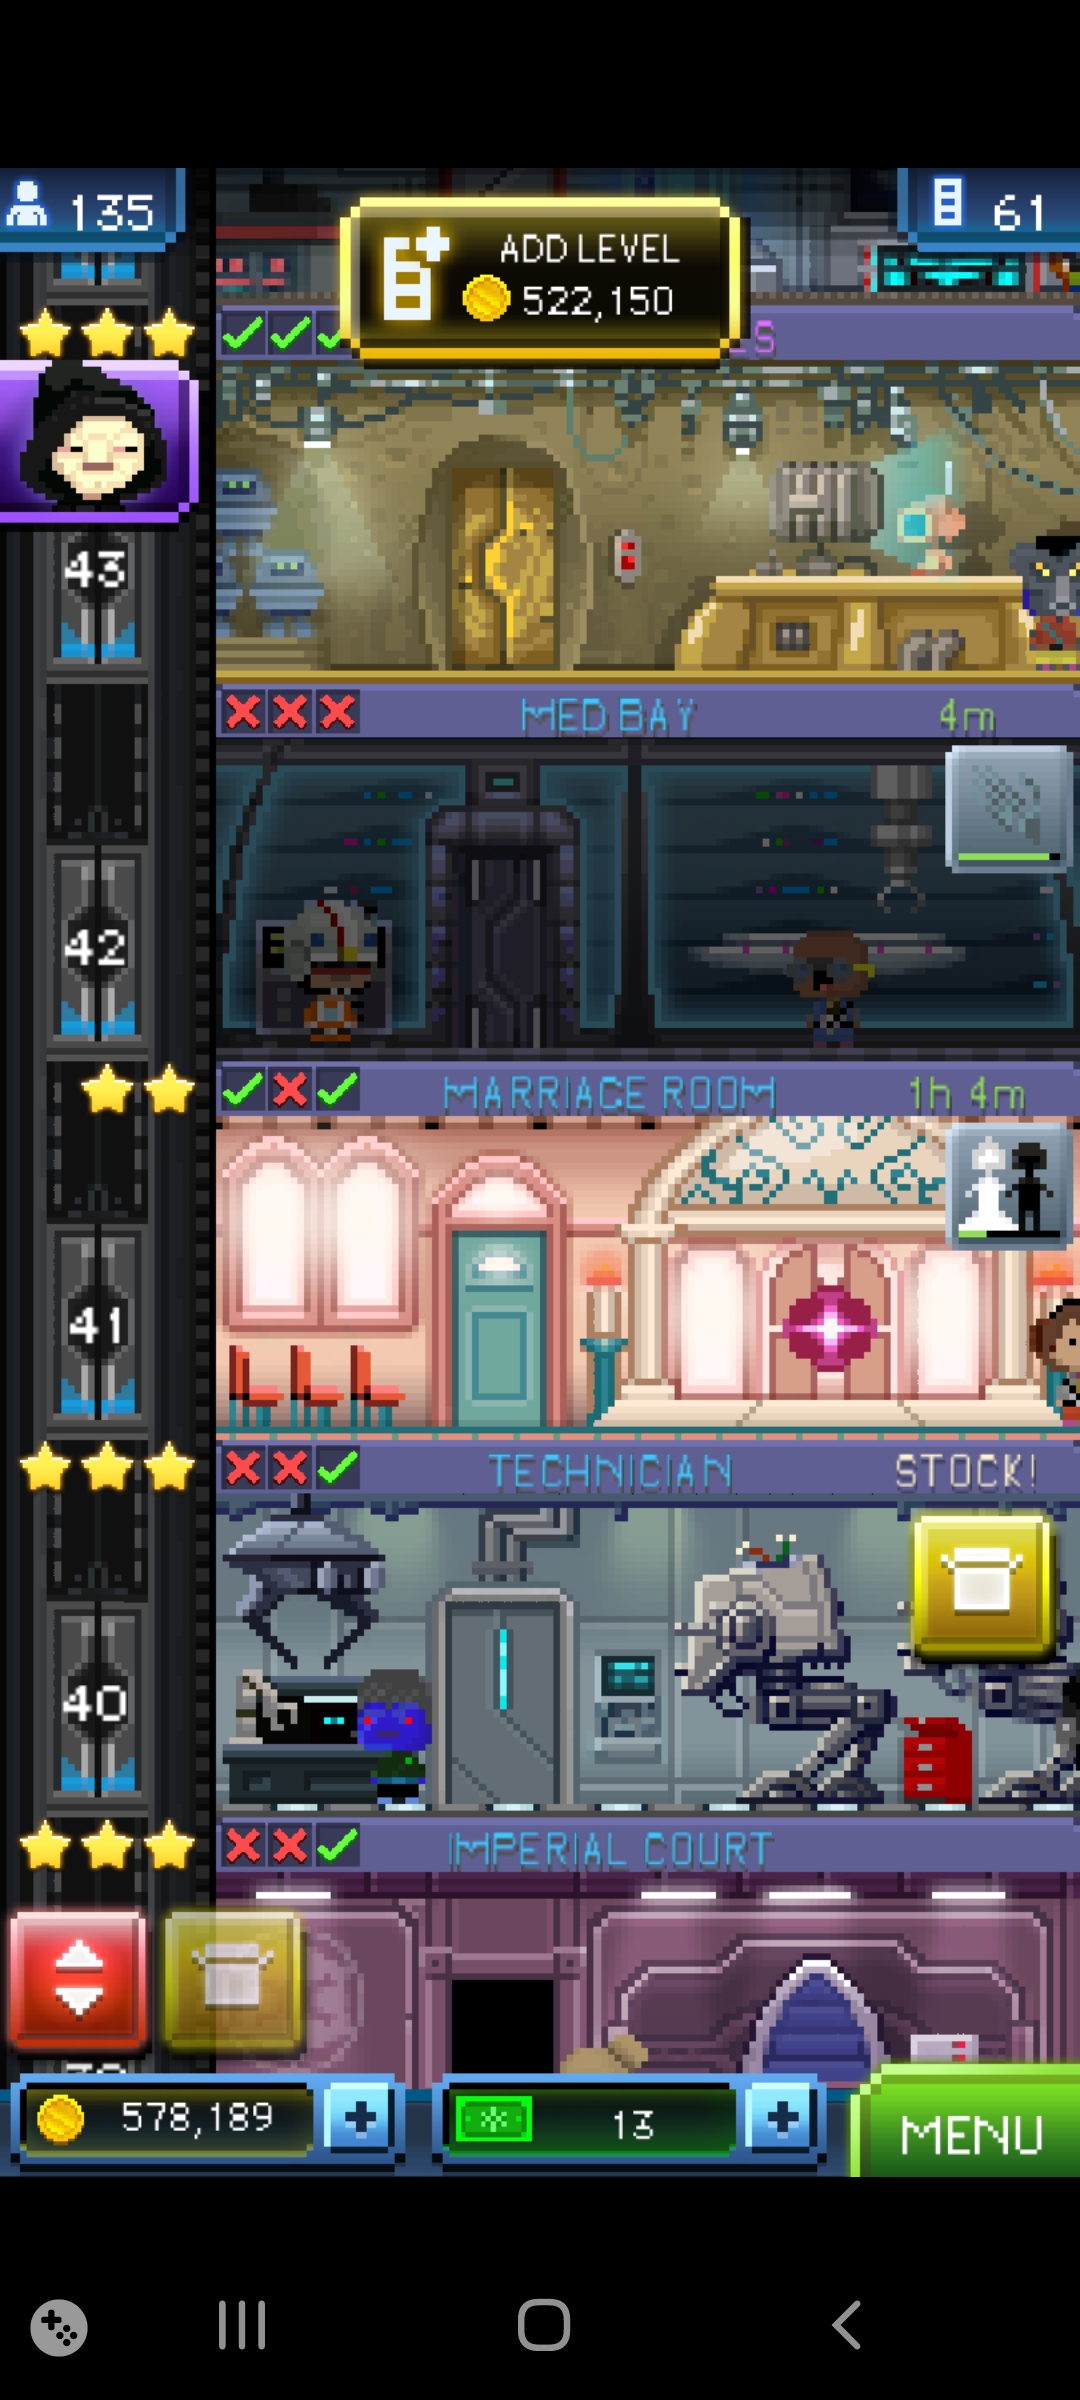 135
ADD LEVEL
522,150
61
43
MED BAY 4m
42
MARRIAGE ROOM 1h 4m
41
TECHNICIAN STOCK!
40
IMPERIAL COURT
578,189
13
MENU